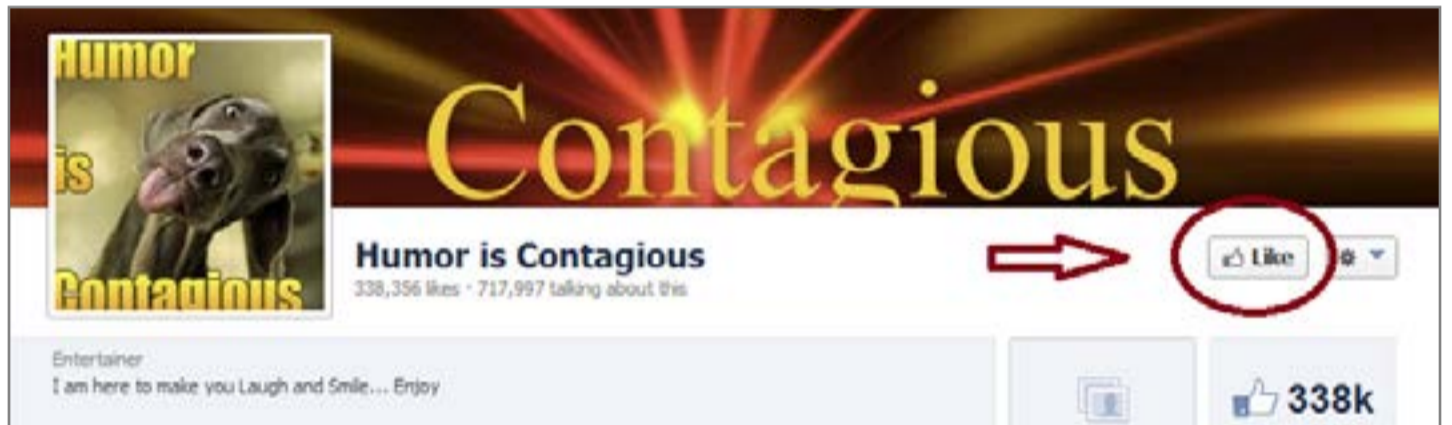 Humor
is
Contagious
Contagious
Humor is Contagious
338,356 likes · 717,997 talking about this
Like
Entertainer
I am here to make you Laugh and Smile... Enjoy
338k